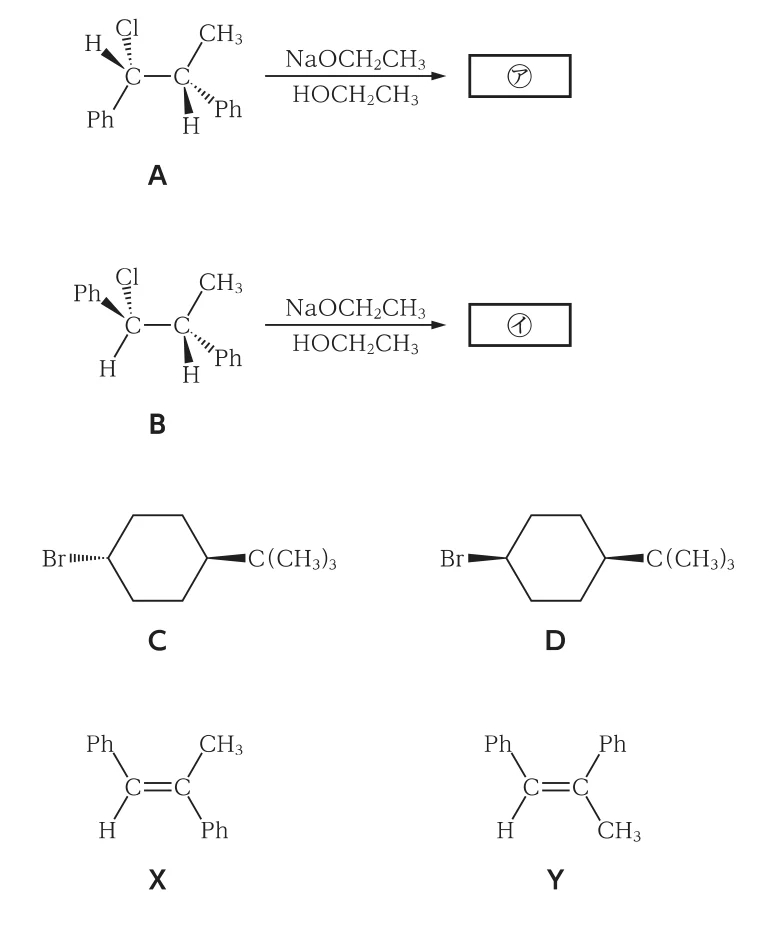 H Cl CH₃
C C NaOCH₂CH₃ ㋐
Ph H Ph HOCH₂CH₃
A
Ph Cl CH₃
C C NaOCH₂CH₃ ㋑
H H Ph HOCH₂CH₃
B
Br C(CH₃)₃ Br C(CH₃)₃
C D
Ph CH₃ Ph Ph
C C C C
H Ph H CH₃
X Y